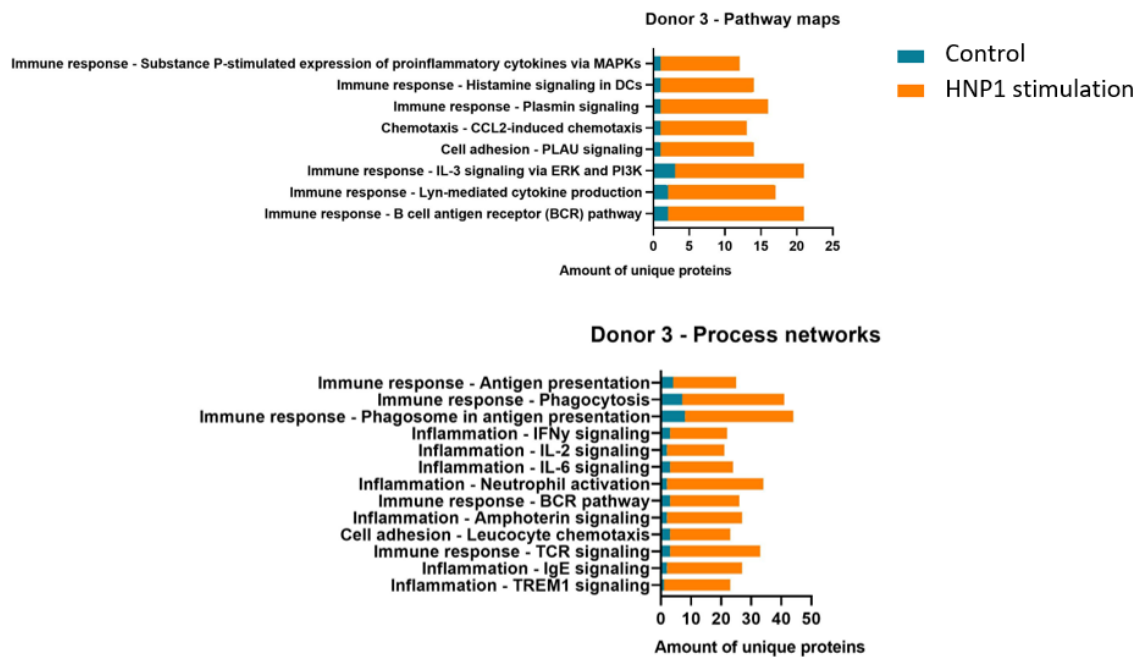 Donor 3 - Pathway maps
Control
HNP1 stimulation
Immune response - Substance P-stimulated expression of proinflammatory cytokines via MAPKs
Immune response - Histamine signaling in DCs
Immune response - Plasmin signaling
Chemotaxis - CCL2-induced chemotaxis
Cell adhesion - PLAU signaling
Immune response - IL-3 signaling via ERK and PI3K
Immune response - Lyn-mediated cytokine production
Immune response - B cell antigen receptor (BCR) pathway
0 5 10 15 20 25
Amount of unique proteins
Donor 3 - Process networks
Immune response - Antigen presentation
Immune response - Phagocytosis
Immune response - Phagosome in antigen presentation
Inflammation - IFNy signaling
Inflammation - IL-2 signaling
Inflammation - IL-6 signaling
Inflammation - Neutrophil activation
Immune response - BCR pathway
Inflammation - Amphoterin signaling
Cell adhesion - Leucocyte chemotaxis
Immune response - TCR signaling
Inflammation - IgE signaling
Inflammation - TREM1 signaling
0 10 20 30 40 50
Amount of unique proteins